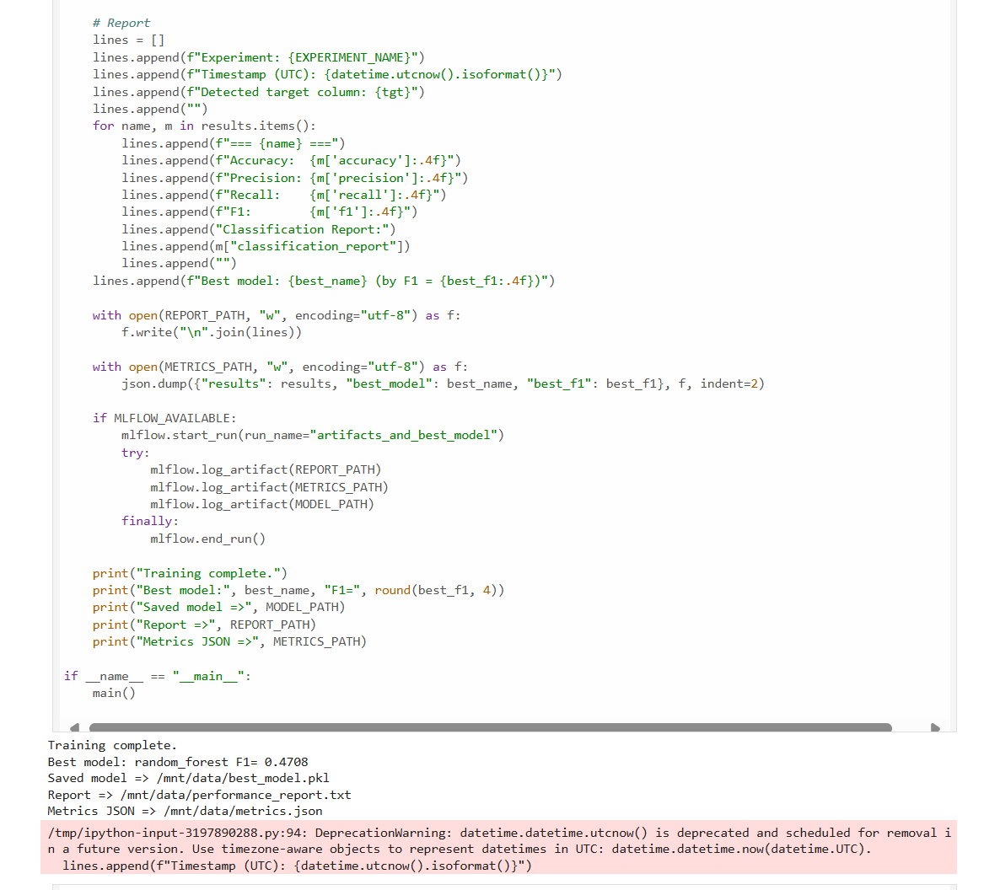 # Report
lines = []
lines.append(f"Experiment: {EXPERIMENT_NAME}")
lines.append(f"Timestamp (UTC): {datetime.utcnow().isoformat()}")
lines.append(f"Detected target column: {tgt}")
lines.append("")
for name, m in results.items():
    lines.append(f"=== {name} ===")
    lines.append(f"Accuracy:  {m['accuracy']:.4f}")
    lines.append(f"Precision: {m['precision']:.4f}")
    lines.append(f"Recall:    {m['recall']:.4f}")
    lines.append(f"F1:        {m['f1']:.4f}")
    lines.append("Classification Report:")
    lines.append(m["classification_report"])
    lines.append("")
lines.append(f"Best model: {best_name} (by F1 = {best_f1:.4f})")

with open(REPORT_PATH, "w", encoding="utf-8") as f:
    f.write("\n".join(lines))

with open(METRICS_PATH, "w", encoding="utf-8") as f:
    json.dump({"results": results, "best_model": best_name, "best_f1": best_f1}, f, indent=2)

if MLFLOW_AVAILABLE:
    mlflow.start_run(run_name="artifacts_and_best_model")
    try:
        mlflow.log_artifact(REPORT_PATH)
        mlflow.log_artifact(METRICS_PATH)
        mlflow.log_artifact(MODEL_PATH)
    finally:
        mlflow.end_run()

print("Training complete.")
print("Best model:", best_name, "F1=", round(best_f1, 4))
print("Saved model =>", MODEL_PATH)
print("Report =>", REPORT_PATH)
print("Metrics JSON =>", METRICS_PATH)

if __name__ == "__main__":
    main()

Training complete.
Best model: random_forest F1= 0.4708
Saved model => /mnt/data/best_model.pkl
Report => /mnt/data/performance_report.txt
Metrics JSON => /mnt/data/metrics.json
/tmp/ipython-input-3197890288.py:94: DeprecationWarning: datetime.datetime.utcnow() is deprecated and scheduled for removal i
n a future version. Use timezone-aware objects to represent datetimes in UTC: datetime.datetime.now(datetime.UTC).
  lines.append(f"Timestamp (UTC): {datetime.utcnow().isoformat()}")